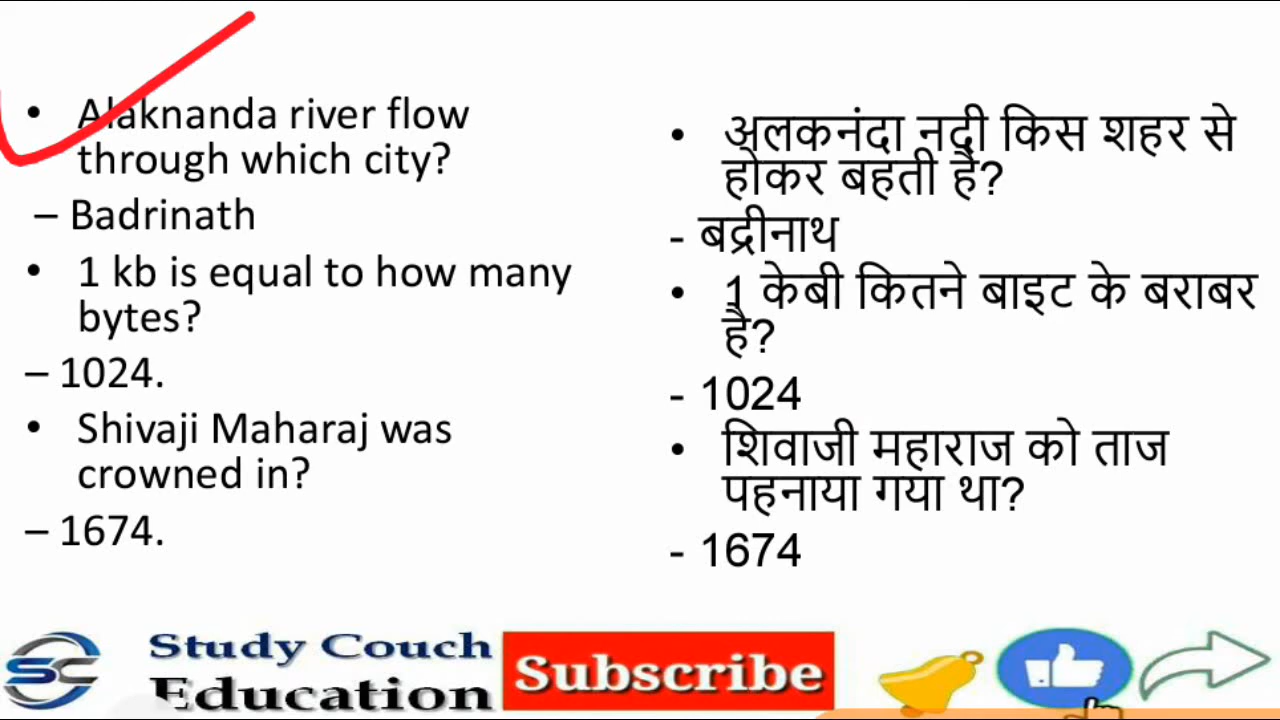 • Alaknanda river flow
through which city?
– Badrinath
• 1 kb is equal to how many
bytes?
– 1024.
• Shivaji Maharaj was
crowned in?
– 1674.
• अलकनंदा नदी किस शहर से
होकर बहती है?
- बद्रीनाथ
• 1 केबी कितने बाइट के बराबर
है?
- 1024
• शिवाजी महाराज को ताज
पहनाया गया था?
- 1674
SC
Study Couch
Education
Subscribe